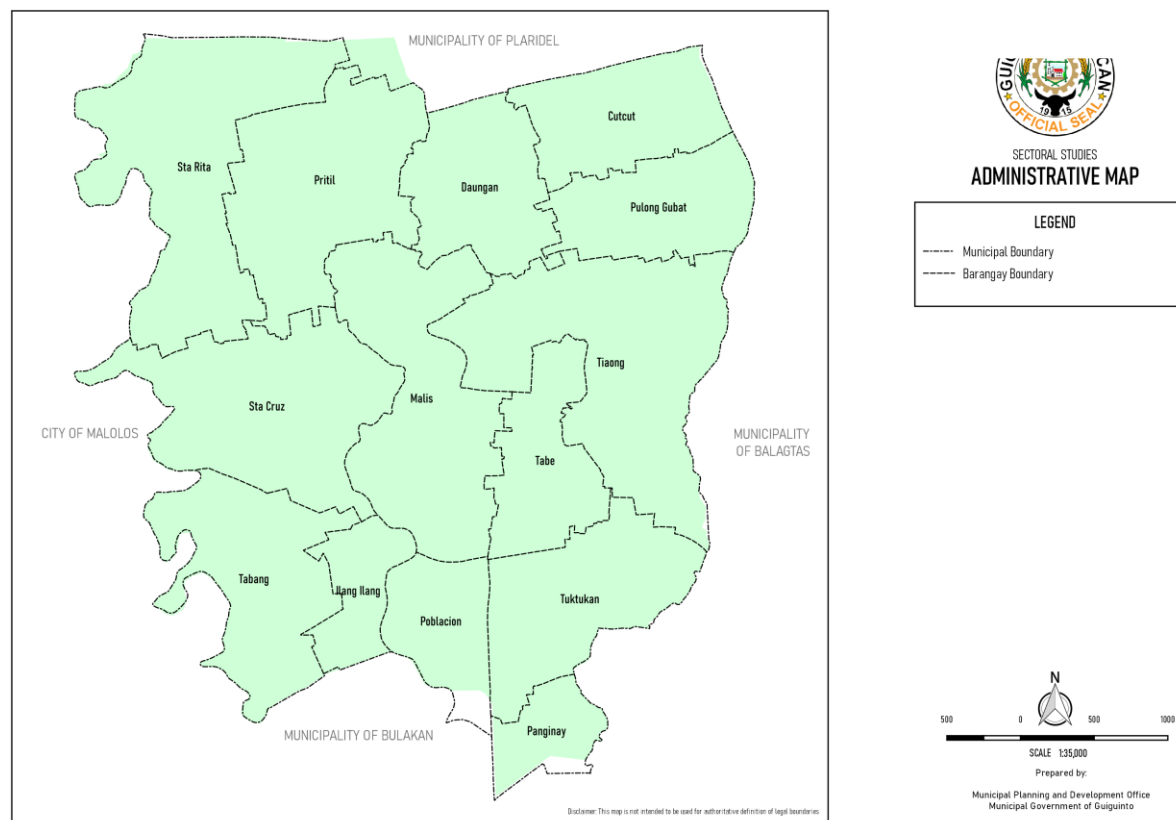 MUNICIPALITY OF PLARIDEL
Cutcut
Sta Rita
Pritil
Daungan
Pulong Gubat
Tiaong
Malis
Sta Cruz
CITY OF MALOLOS
MUNICIPALITY
OF BALAGTAS
Tabe
Tabang
Ilang Ilang
Tuktukan
Poblacion
Panginay
MUNICIPALITY OF BULAKAN
Disclaimer: This map is not intended to be used for authoritative definition of legal boundaries
1915
OFFICIAL SEAL
SECTORAL STUDIES
ADMINISTRATIVE MAP
LEGEND
Municipal Boundary
Barangay Boundary
N
500 0 500 1000
SCALE 1:35,000
Prepared by:
Municipal Planning and Development Office
Municipal Government of Guiguinto